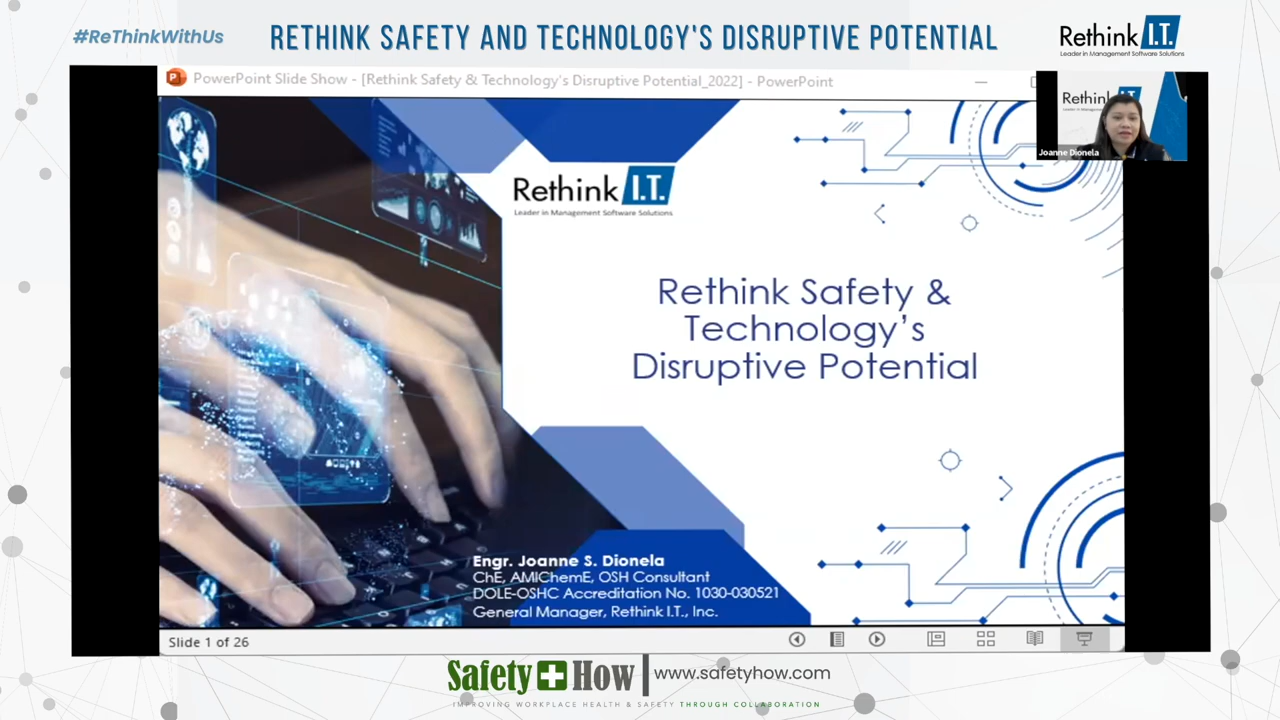 #ReThinkWithUs
RETHINK SAFETY AND TECHNOLOGY'S DISRUPTIVE POTENTIAL
Rethink I.T.
Leader in Management Software Solutions
PowerPoint Slide Show - [Rethink Safety & Technology's Disruptive Potential_2022] - PowerPoint
Rethink
Joanne Dionela
Rethink I.T.
Leader in Management Software Solutions
Rethink Safety &
Technology’s
Disruptive Potential
Engr. Joanne S. Dionela
ChE, AMIChemE, OSH Consultant
DOLE-OSHC Accreditation No. 1030-030521
General Manager, Rethink I.T., Inc.
Slide 1 of 26
Safety How
www.safetyhow.com
IMPROVING WORKPLACE HEALTH & SAFETY THROUGH COLLABORATION